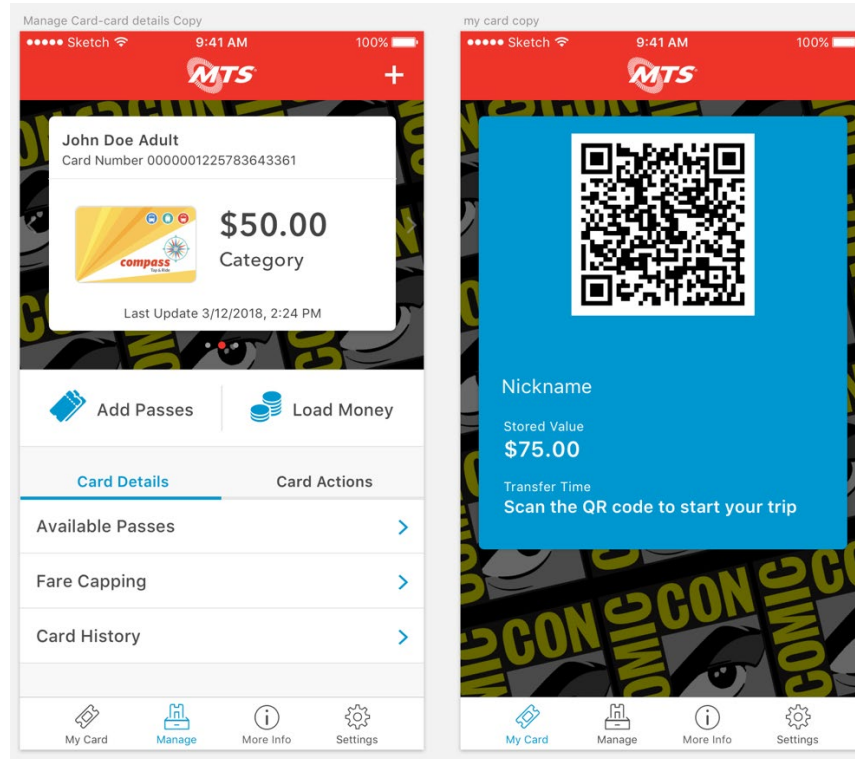 Manage Card-card details Copy
Sketch 9:41 AM 100%
MTS
+
John Doe Adult
Card Number 0000001225783643361
compass
Tap & Ride
$50.00
Category
Last Update 3/12/2018, 2:24 PM
Add Passes
Load Money
Card Details
Card Actions
Available Passes
Fare Capping
Card History
My Card
Manage
More Info
Settings
my card copy
Sketch 9:41 AM 100%
MTS
Nickname
Stored Value
$75.00
Transfer Time
Scan the QR code to start your trip
COMIC CON
COMIC
CON
COMIC
My Card
Manage
More Info
Settings